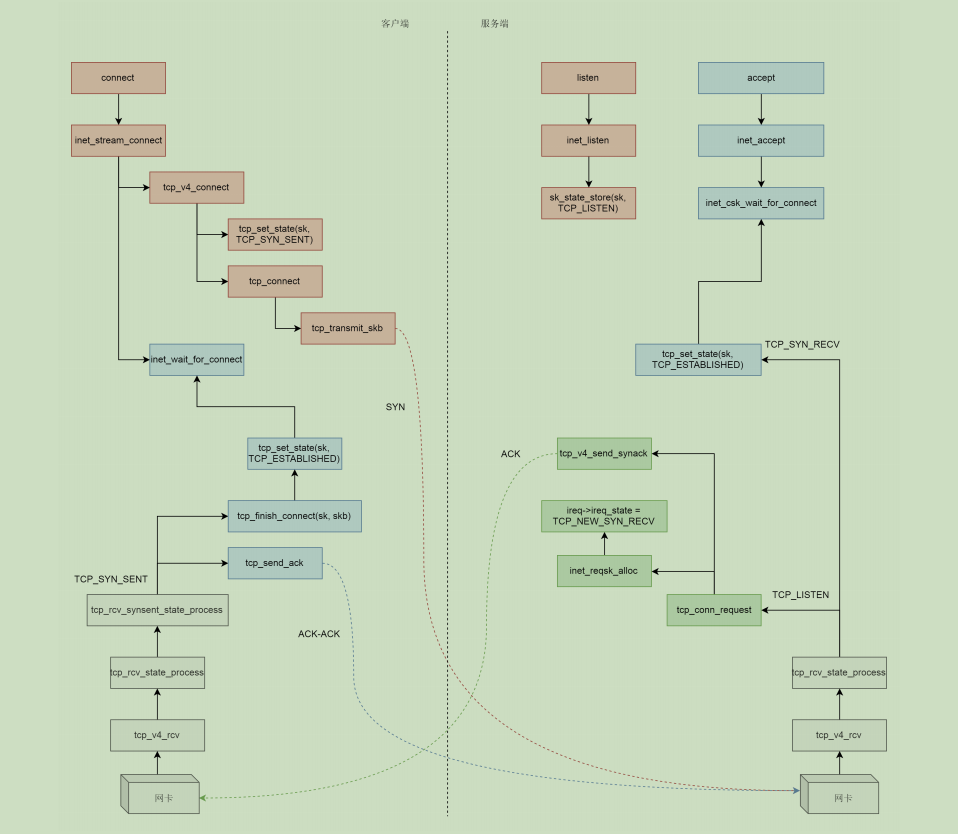 客户端
服务端
connect
inet_stream_connect
tcp_v4_connect
tcp_set_state(sk,
TCP_SYN_SENT)
tcp_connect
tcp_transmit_skb
inet_wait_for_connect
SYN
tcp_set_state(sk,
TCP_ESTABLISHED)
tcp_finish_connect(sk, skb)
tcp_send_ack
TCP_SYN_SENT
tcp_rcv_synsent_state_process
ACK-ACK
tcp_rcv_state_process
tcp_v4_rcv
网卡
listen
inet_listen
sk_state_store(sk,
TCP_LISTEN)
accept
inet_accept
inet_csk_wait_for_connect
tcp_set_state(sk,
TCP_ESTABLISHED)
TCP_SYN_RECV
ACK
tcp_v4_send_synack
ireq->ireq_state =
TCP_NEW_SYN_RECV
inet_reqsk_alloc
TCP_LISTEN
tcp_conn_request
tcp_rcv_state_process
tcp_v4_rcv
网卡